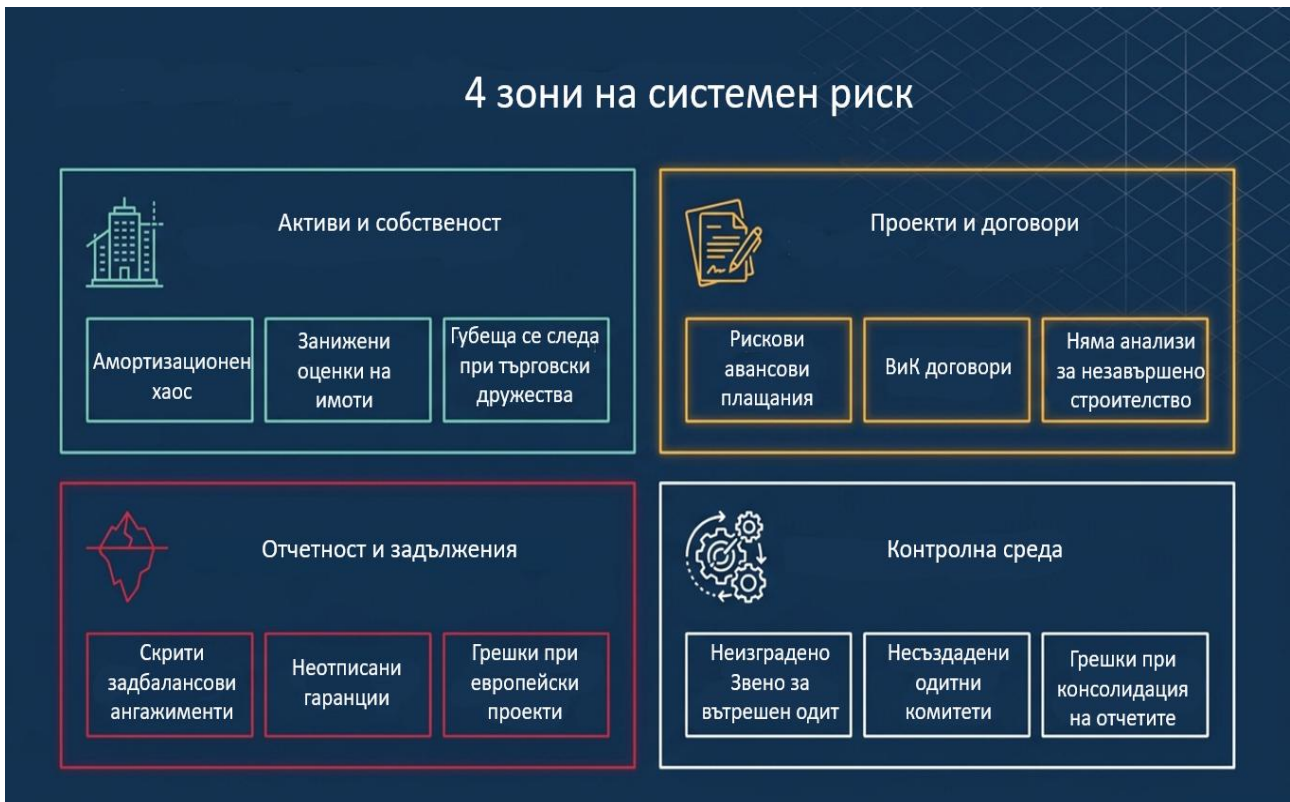 4 зони на системен риск
Активи и собственост
Амортизационен
хаос
Занижени
оценки на
имоти
Губеща се следа
при търговски
дружества
Проекти и договори
Рискови
авансови
плащания
ВиК договори
Няма анализи
за незавършено
строителство
Отчетност и задължения
Скрити
задбалансови
ангажименти
Неотписани
гаранции
Грешки при
европейски
проекти
Контролна среда
Неизградено
Звено за
вътрешен одит
Несъздадени
одитни
комитети
Грешки при
консолидация
на отчетите